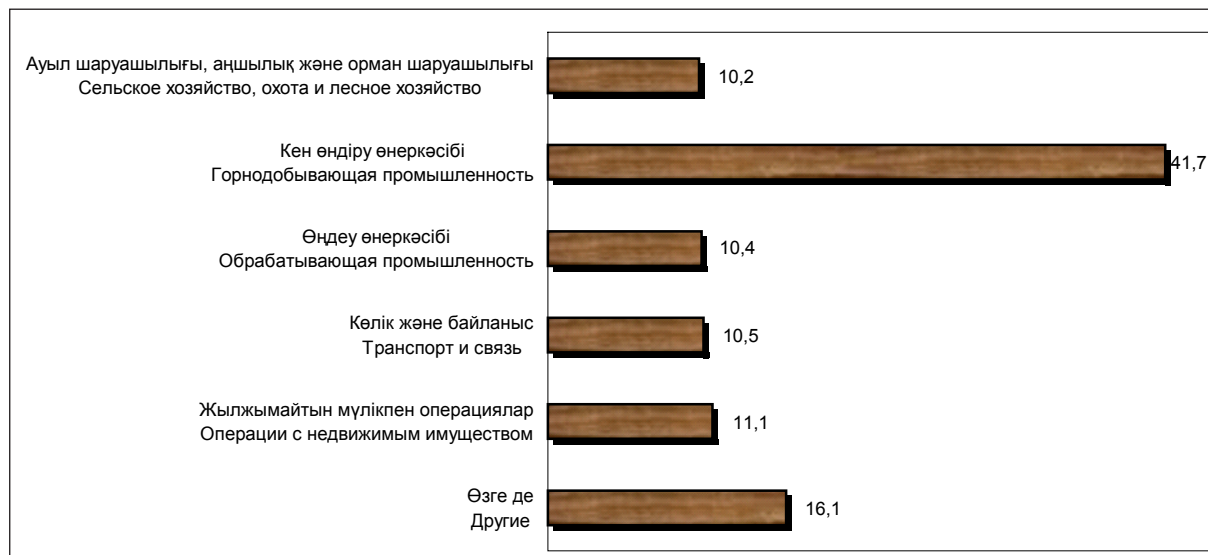 Ауыл шаруашылығы, аңшылық және орман шаруашылығы
Сельское хозяйство, охота и лесное хозяйство
10,2
Кен өндіру өнеркәсібі
Горнодобывающая промышленность
41,7
Өңдеу өнеркәсібі
Обрабатывающая промышленность
10,4
Көлік және байланыс
Транспорт и связь
10,5
Жылжымайтын мүлікпен операциялар
Операции с недвижимым имуществом
11,1
Өзге де
Другие
16,1